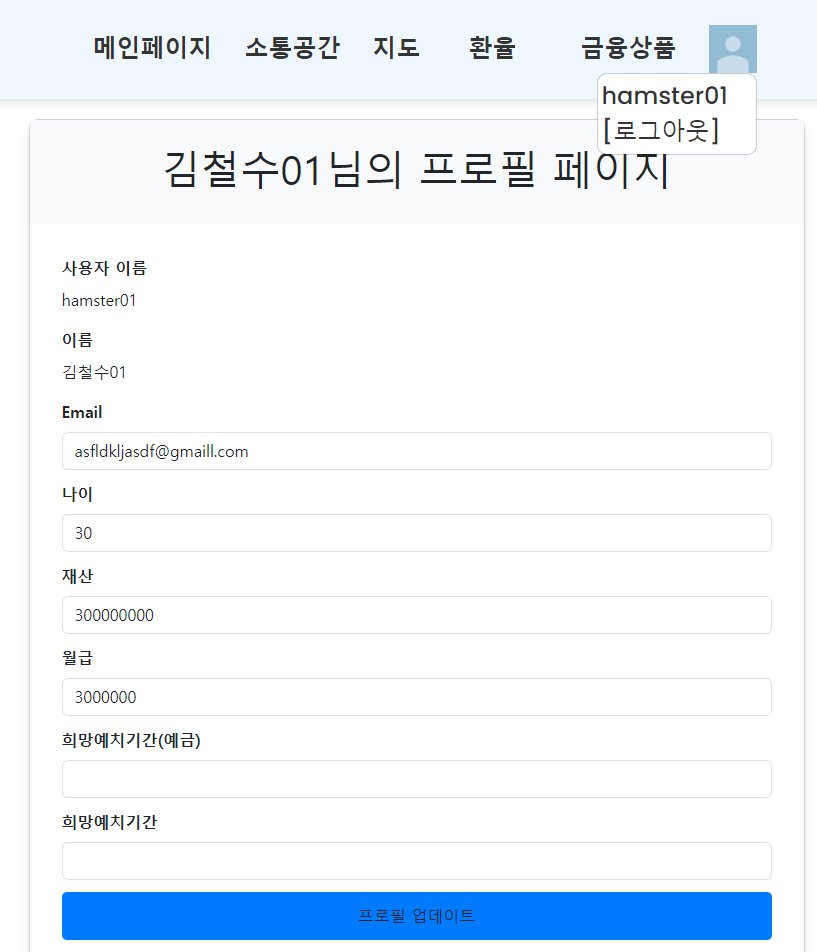 메인페이지 소통공간 지도 환율 금융상품
hamster01
[로그아웃]
김철수01님의 프로필 페이지
사용자 이름
hamster01
이름
김철수01
Email
asfldkljasdf@gmaill.com
나이
30
재산
300000000
월급
3000000
희망예치기간(예금)
희망예치기간
프로필 업데이트